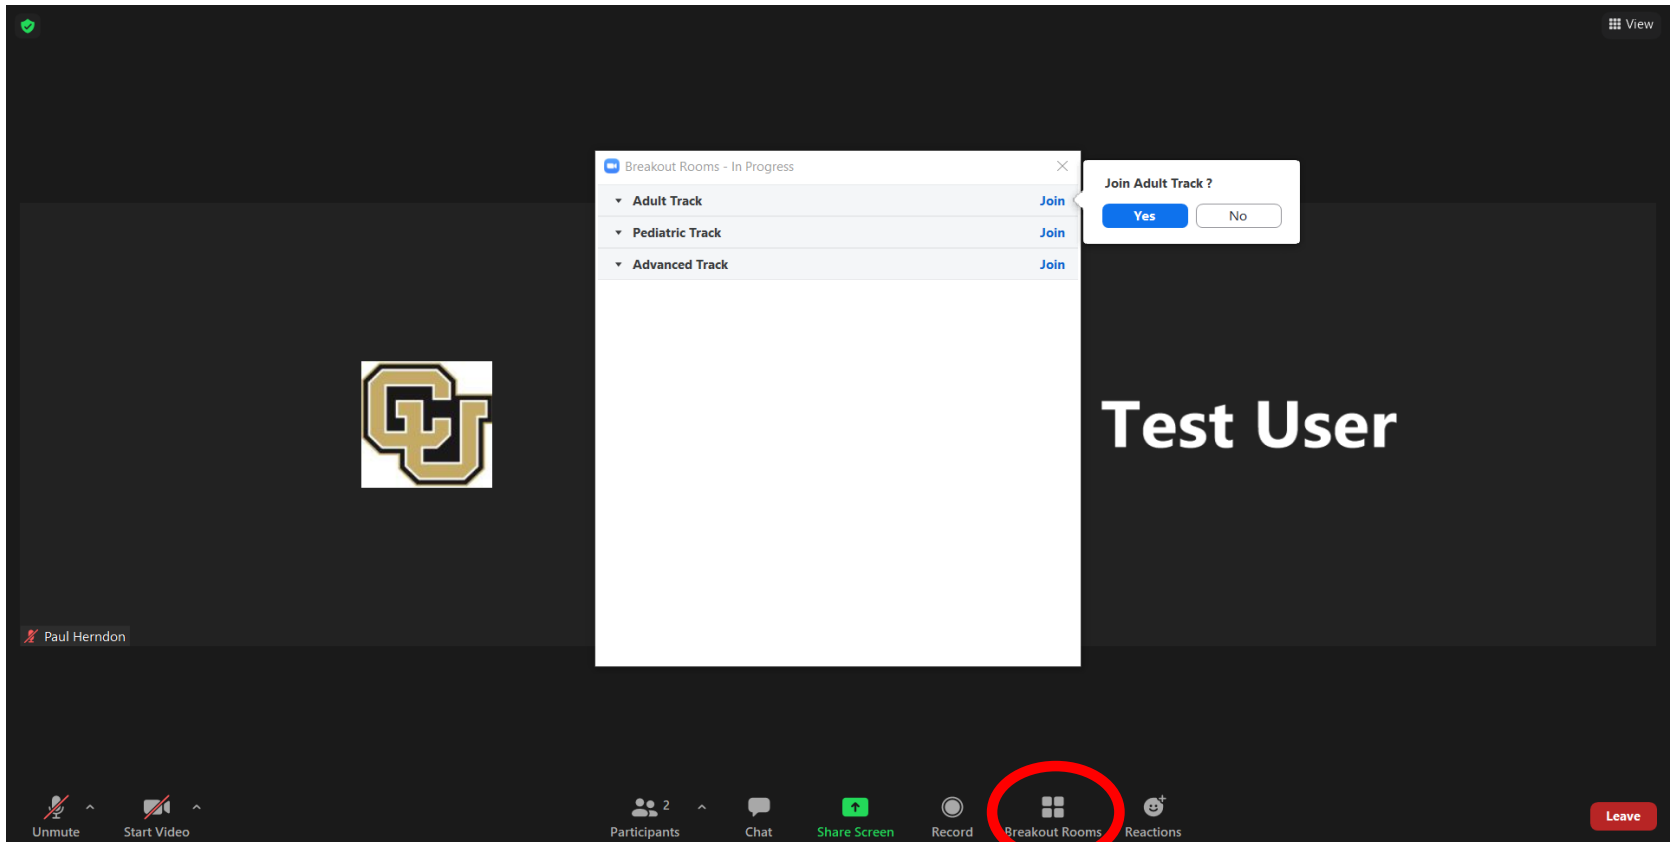 View
Breakout Rooms - In Progress
Adult Track Join
Pediatric Track Join
Advanced Track Join
Join Adult Track ?
Yes No
CU
Test User
Paul Herndon
2
Unmute Start Video Participants Chat Share Screen Record Breakout Rooms Reactions Leave